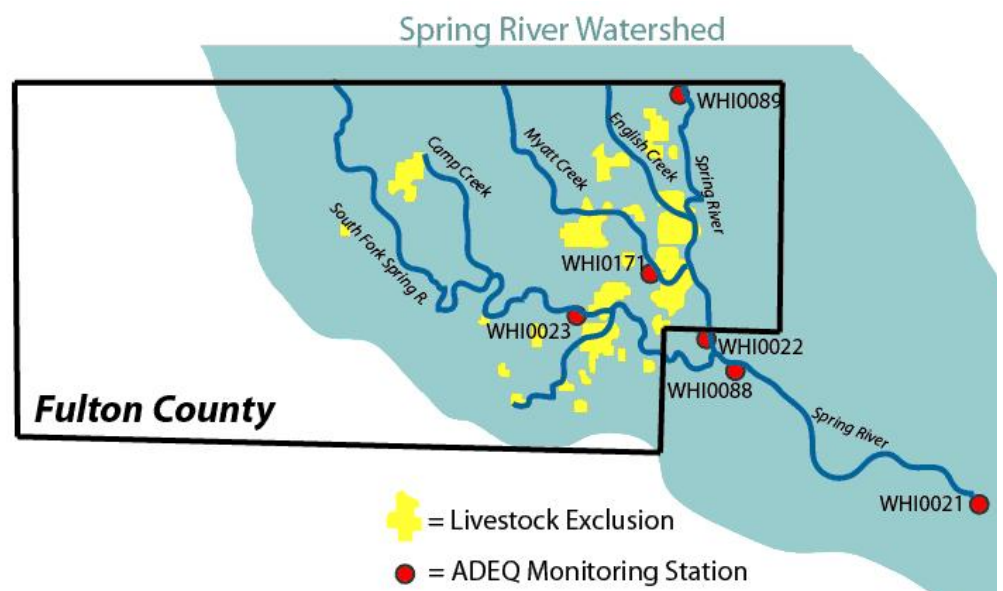 Spring River Watershed
WHI0089
English Creek
Camp Creek
Myatt Creek
Spring River
South Fork Spring R.
WHI0171
WHI0023
WHI0022
WHI0088
Fulton County
Spring River
WHI0021
= Livestock Exclusion
= ADEQ Monitoring Station